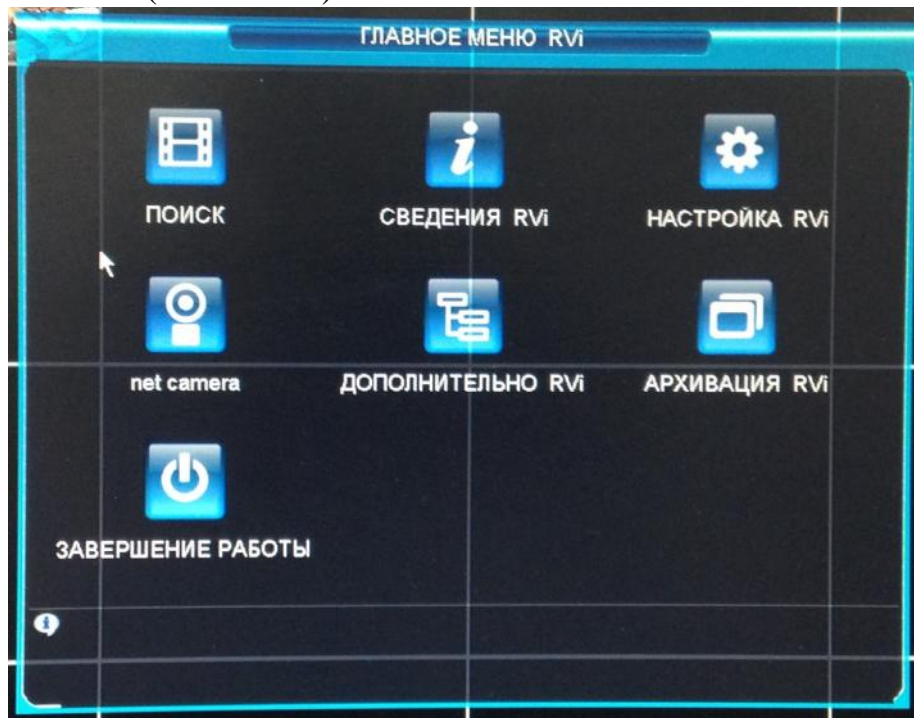 ГЛАВНОЕ МЕНЮ RVi
ПОИСК
СВЕДЕНИЯ RVi
НАСТРОЙКА RVi
net camera
ДОПОЛНИТЕЛЬНО RVi
АРХИВАЦИЯ RVi
ЗАВЕРШЕНИЕ РАБОТЫ